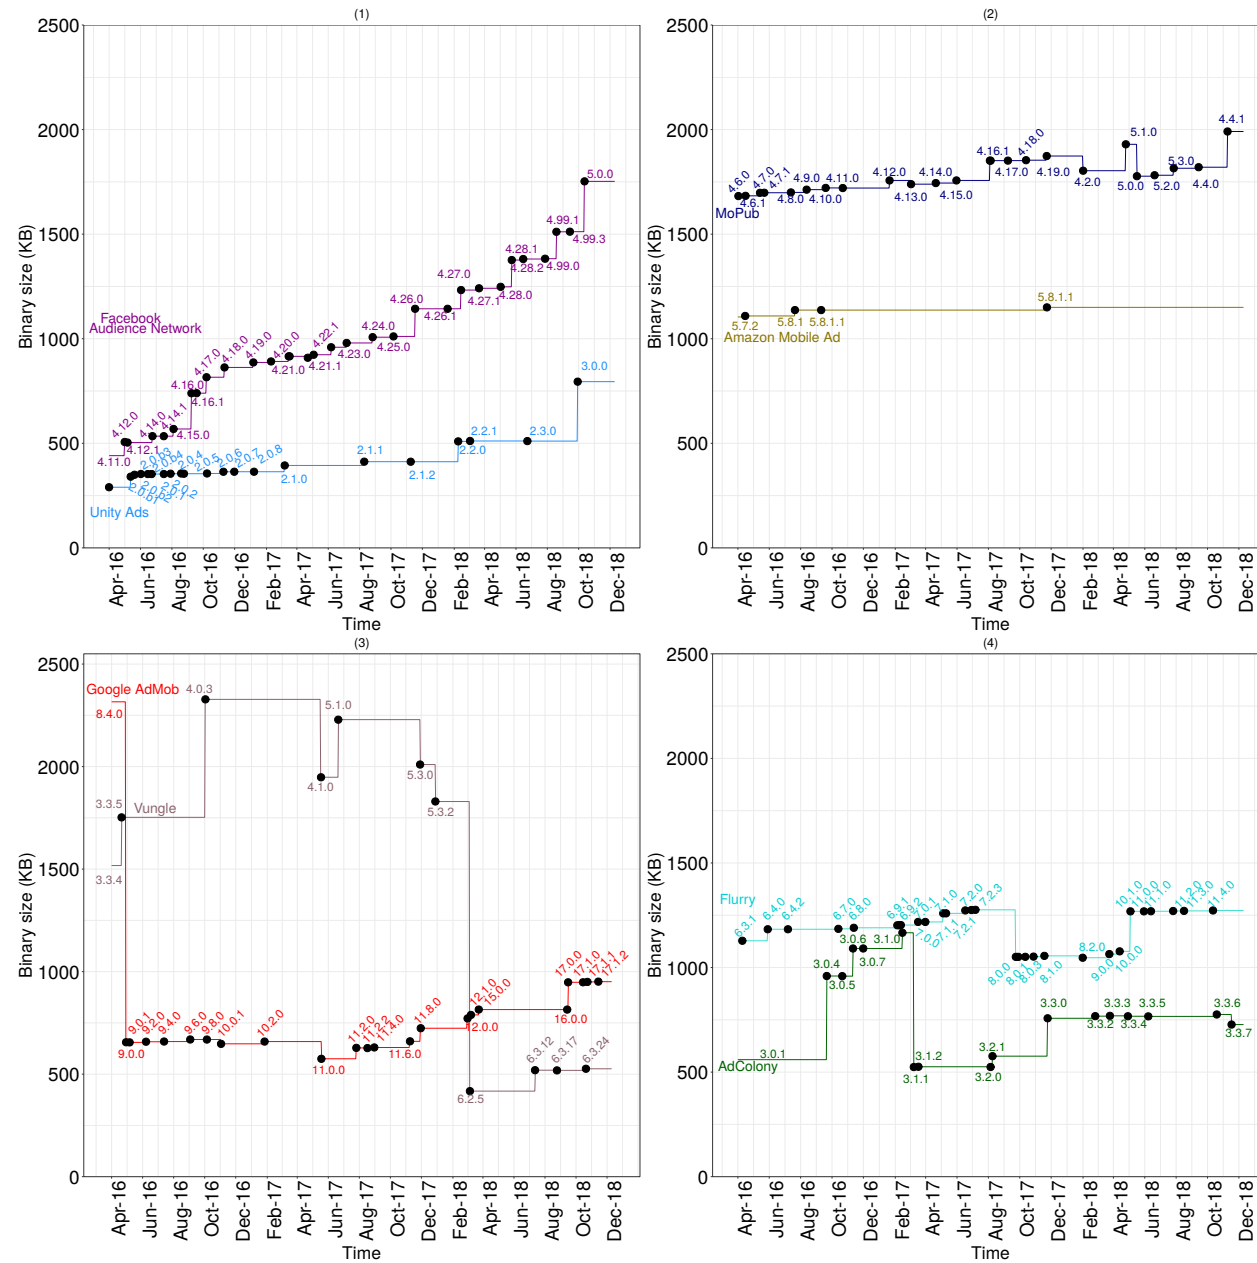 (1)
2500
2000
1500
1000
500
0
Binary size (KB)
Facebook
Audience Network
4.11.0
4.12.0
4.12.1
4.14.0
4.14.1
4.15.0
4.16.0
4.16.1
4.17.0
4.18.0
4.19.0
4.20.0
4.21.0
4.21.1
4.22.1
4.23.0
4.24.0
4.25.0
4.26.0
4.26.1
4.27.0
4.27.1
4.28.0
4.28.1
4.28.2
4.99.0
4.99.1
4.99.3
5.0.0
Unity Ads
2.0.b3
2.0.b4
2.0.4
2.0.5
2.0.6
2.0.7
2.0.8
2.1.0
2.1.1
2.1.2
2.2.0
2.2.1
2.3.0
3.0.0
Apr-16
Jun-16
Aug-16
Oct-16
Dec-16
Feb-17
Apr-17
Jun-17
Aug-17
Oct-17
Dec-17
Feb-18
Apr-18
Jun-18
Aug-18
Oct-18
Dec-18
Time
(2)
2500
2000
1500
1000
500
0
Binary size (KB)
MoPub
4.6.0
4.6.1
4.7.0
4.7.1
4.8.0
4.9.0
4.10.0
4.11.0
4.12.0
4.13.0
4.14.0
4.15.0
4.16.1
4.17.0
4.18.0
4.19.0
4.2.0
5.1.0
5.0.0
5.2.0
5.3.0
4.4.0
4.4.1
Amazon Mobile Ad
5.7.2
5.8.1
5.8.1.1
5.8.1.1
Apr-16
Jun-16
Aug-16
Oct-16
Dec-16
Feb-17
Apr-17
Jun-17
Aug-17
Oct-17
Dec-17
Feb-18
Apr-18
Jun-18
Aug-18
Oct-18
Dec-18
Time
(3)
2500
2000
1500
1000
500
0
Binary size (KB)
Google AdMob
8.4.0
9.0.0
9.0.1
9.2.0
9.4.0
9.6.0
9.8.0
10.0.1
10.2.0
11.0.0
11.2.0
11.2.2
11.4.0
11.6.0
11.8.0
12.0.0
12.1.0
15.0.0
16.0.0
17.0.0
17.1.0
17.1.1
17.1.2
Vungle
3.3.4
3.3.5
4.0.3
4.1.0
5.1.0
5.3.0
5.3.2
6.2.5
6.3.12
6.3.17
6.3.24
Apr-16
Jun-16
Aug-16
Oct-16
Dec-16
Feb-17
Apr-17
Jun-17
Aug-17
Oct-17
Dec-17
Feb-18
Apr-18
Jun-18
Aug-18
Oct-18
Dec-18
Time
(4)
2500
2000
1500
1000
500
0
Binary size (KB)
Flurry
6.3.1
6.4.0
6.4.2
6.7.0
6.8.0
6.9.1
6.9.2
7.0.1
7.1.0
7.1.1
7.2.0
7.2.1
7.2.3
8.0.0
8.0.1
8.0.3
8.1.0
8.2.0
9.0.0
10.0.0
10.1.0
11.0.0
11.1.0
11.2.0
11.3.0
11.4.0
AdColony
3.0.1
3.0.4
3.0.5
3.0.6
3.0.7
3.1.0
3.1.1
3.1.2
3.2.0
3.2.1
3.3.0
3.3.2
3.3.3
3.3.4
3.3.5
3.3.6
3.3.7
Apr-16
Jun-16
Aug-16
Oct-16
Dec-16
Feb-17
Apr-17
Jun-17
Aug-17
Oct-17
Dec-17
Feb-18
Apr-18
Jun-18
Aug-18
Oct-18
Dec-18
Time